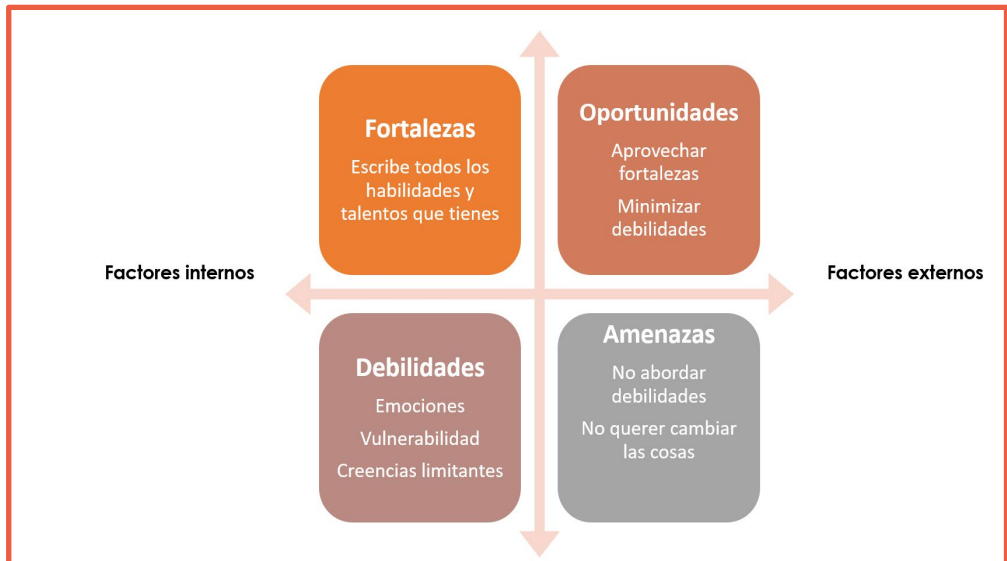 Fortalezas
Escribe todos los
habilidades y
talentos que tienes
Oportunidades
Aprovechar
fortalezas
Minimizar
debilidades
Factores internos
Factores externos
Debilidades
Emociones
Vulnerabilidad
Creencias limitantes
Amenazas
No abordar
debilidades
No querer cambiar
las cosas